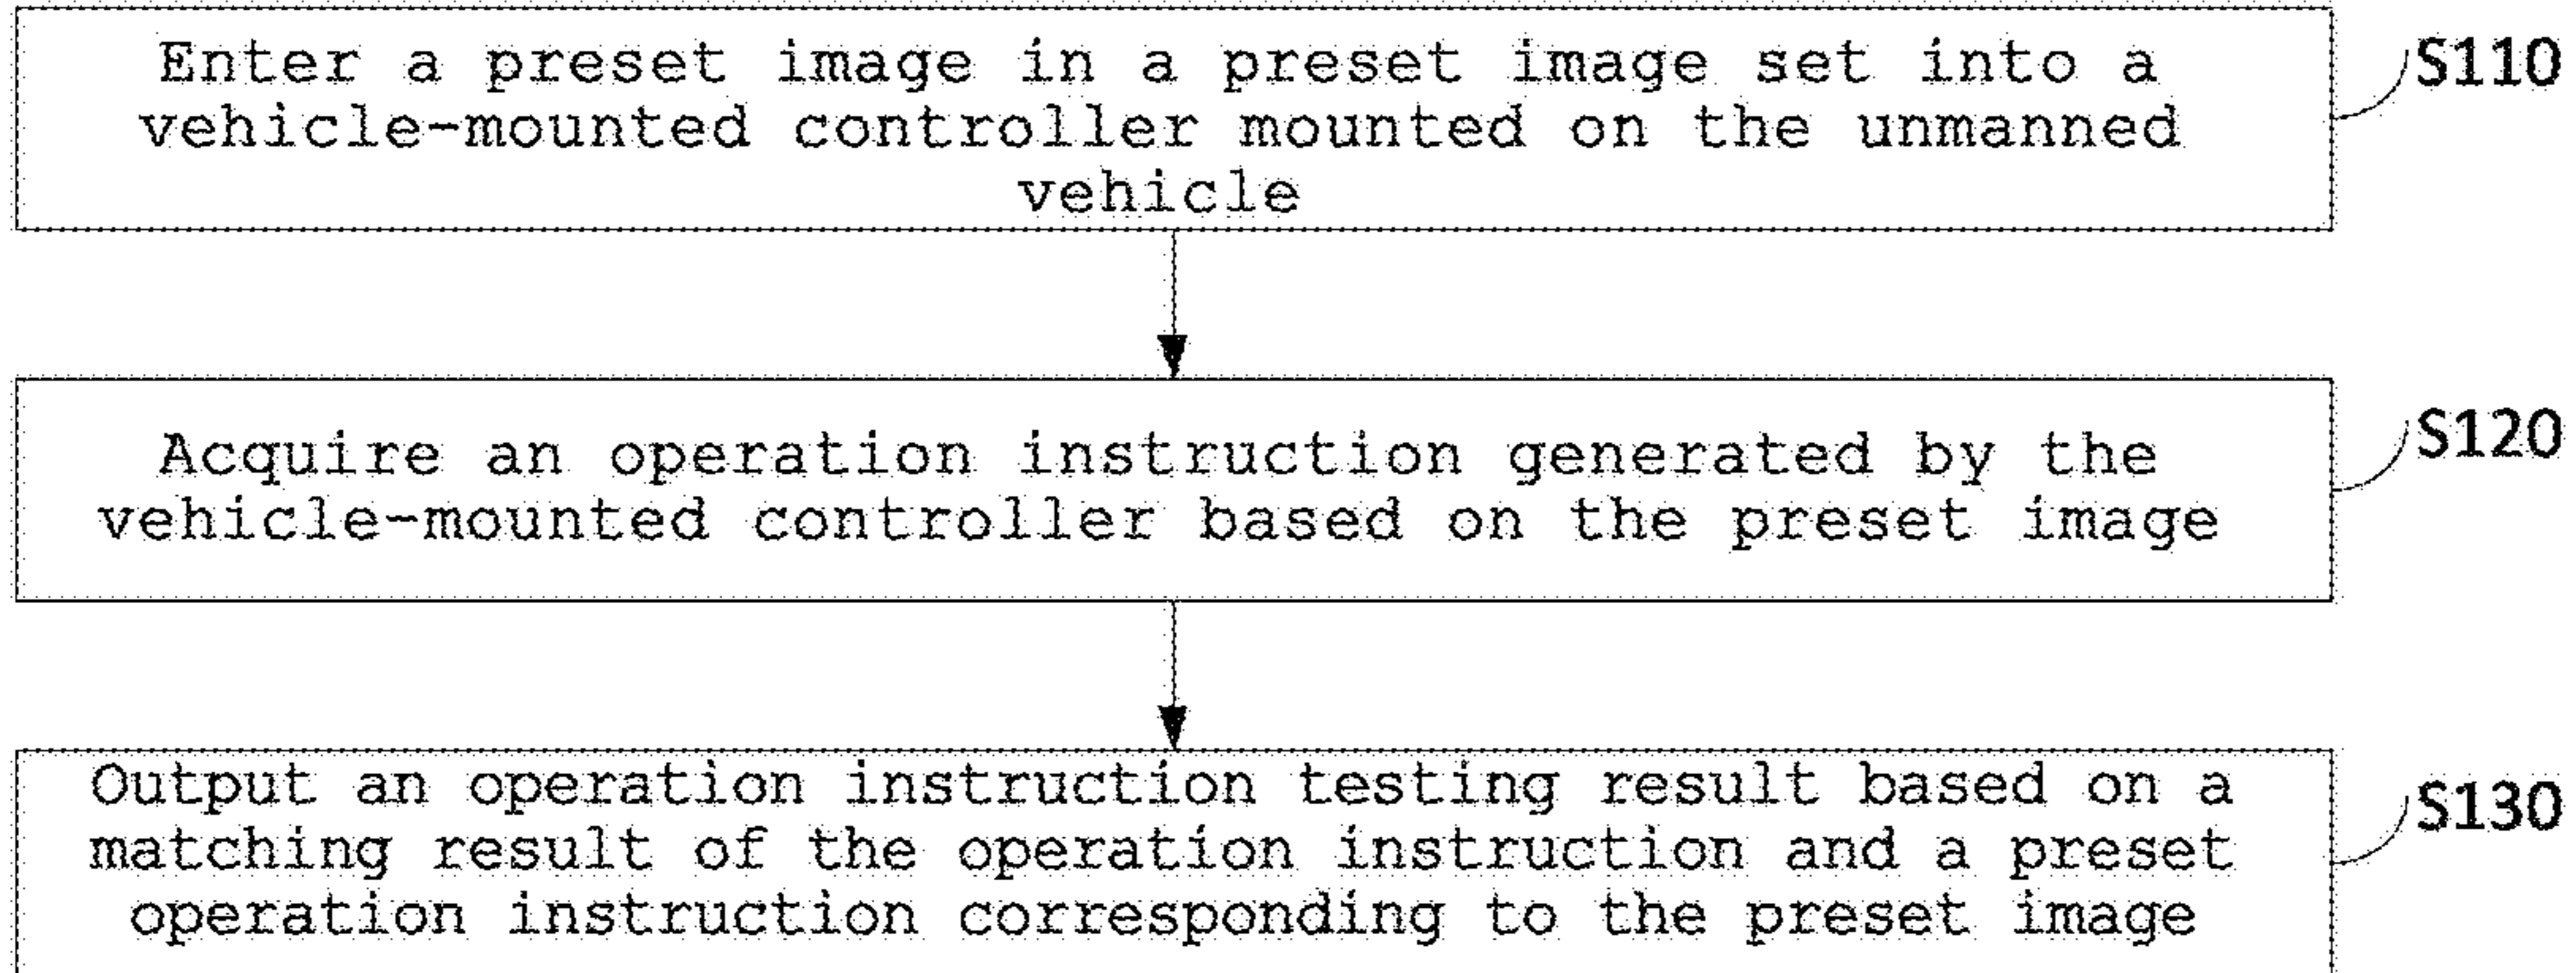 Enter a preset image in a preset image set into a
vehicle-mounted controller mounted on the unmanned
vehicle
S110
Acquire an operation instruction generated by the
vehicle-mounted controller based on the preset image
S120
Output an operation instruction testing result based on a
matching result of the operation instruction and a preset
operation instruction corresponding to the preset image
S130